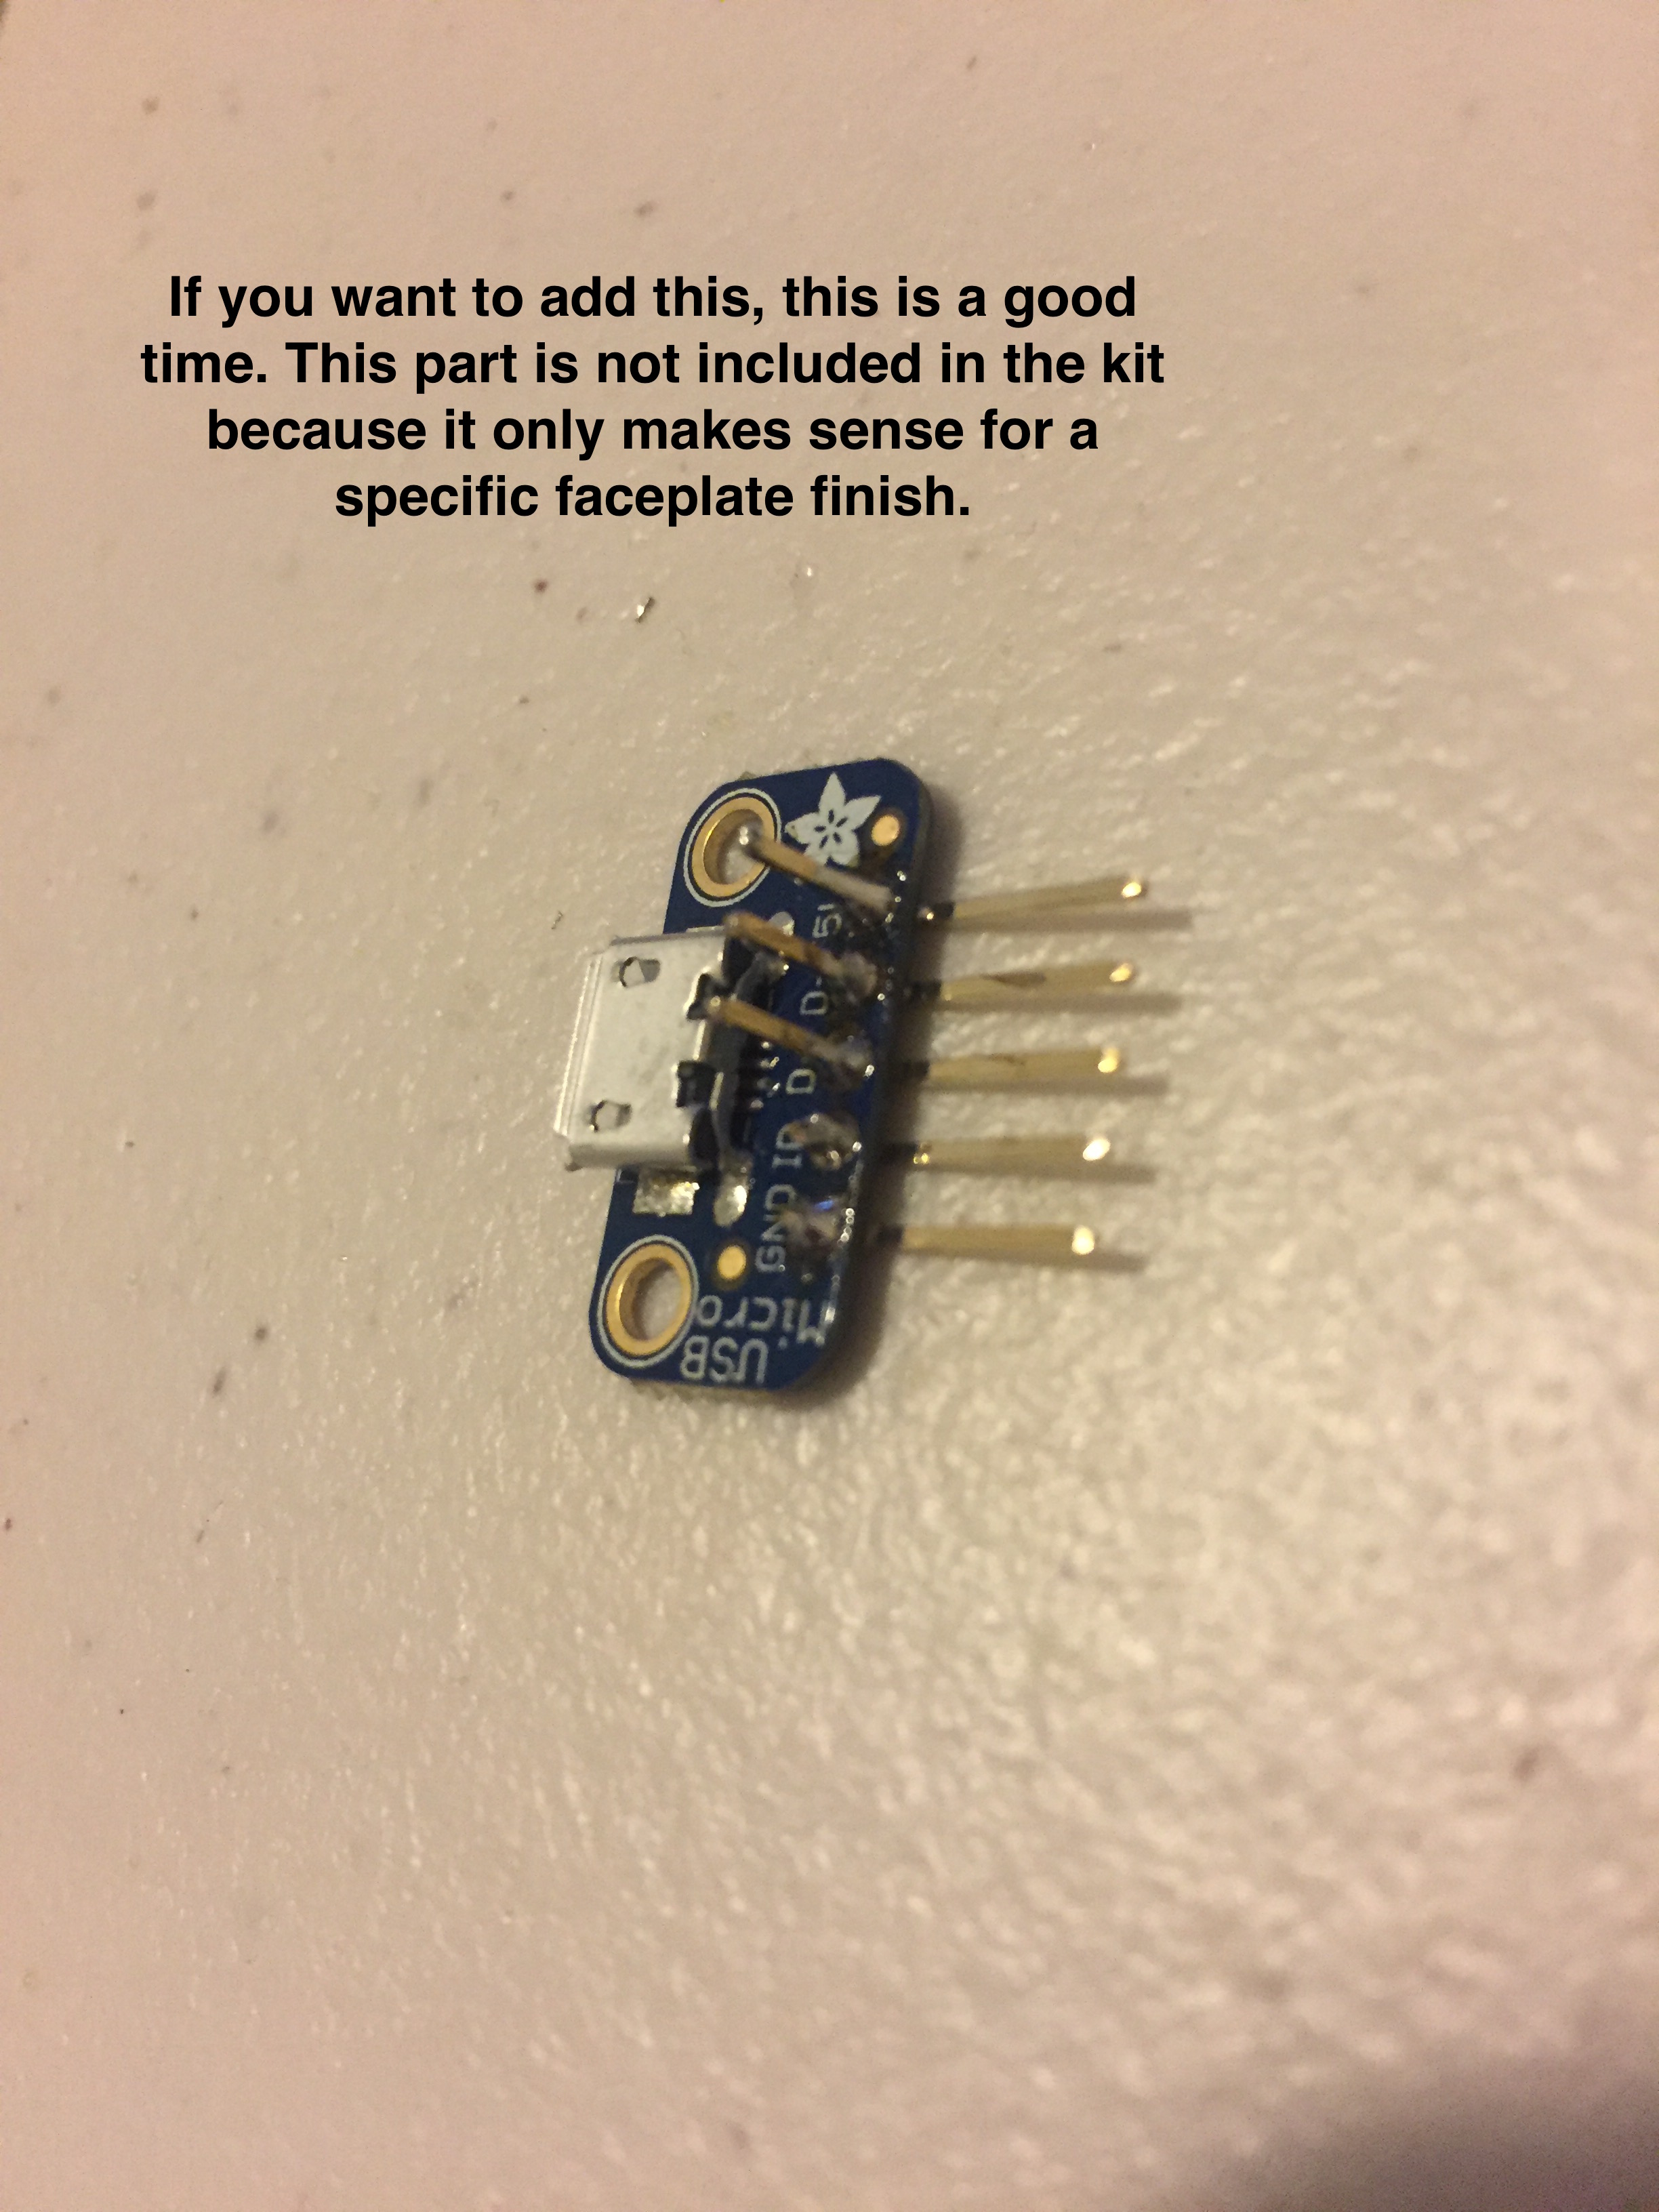 If you want to add this, this is a good
time. This part is not included in the kit
because it only makes sense for a
specific faceplate finish.
D-
D
GND
Micro
USB